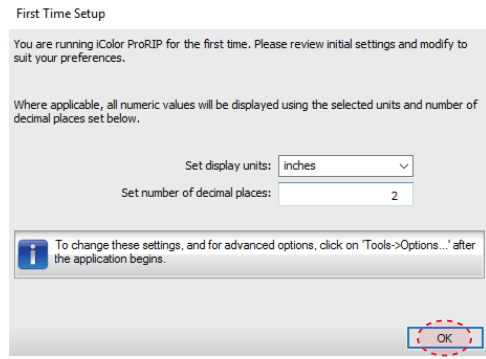 First Time Setup
You are running iColor ProRIP for the first time. Please review initial settings and modify to
suit your preferences.
Where applicable, all numeric values will be displayed using the selected units and number of
decimal places set below.
Set display units: inches
Set number of decimal places: 2
To change these settings, and for advanced options, click on 'Tools->Options...' after
the application begins.
OK